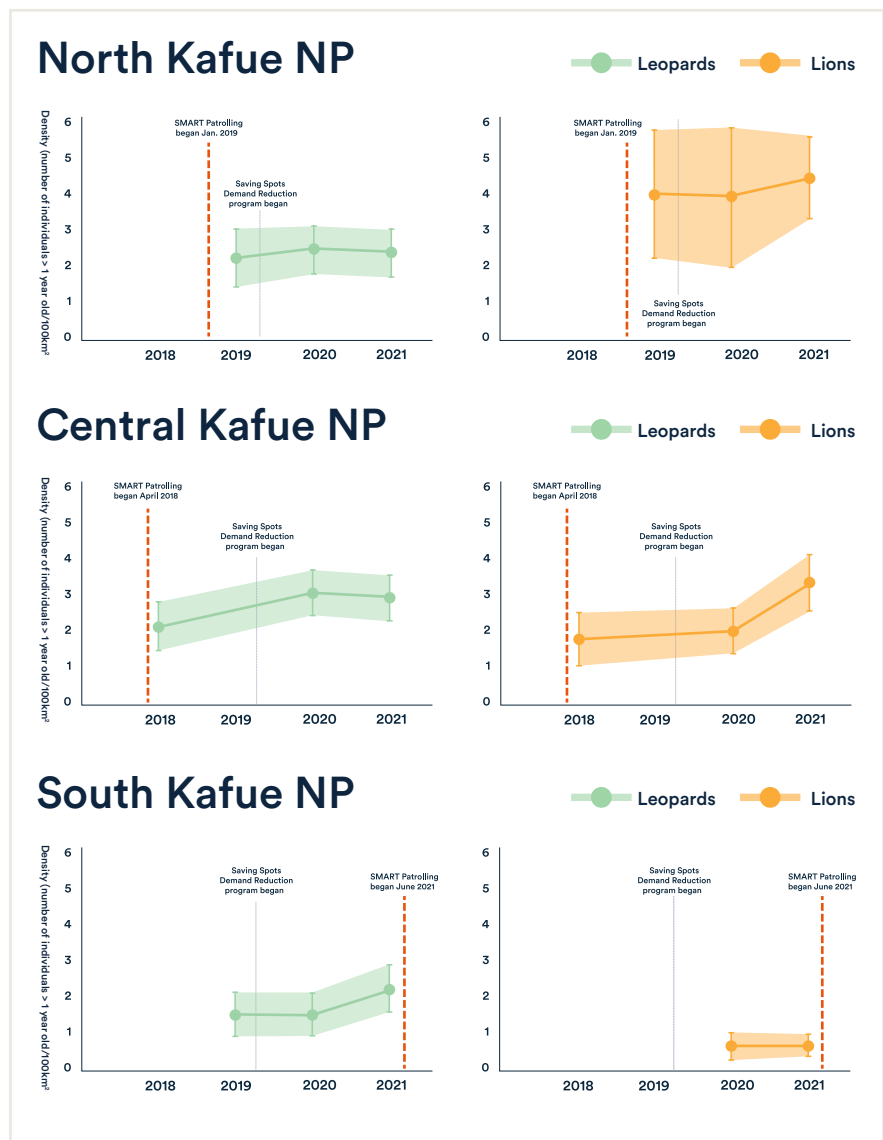 North Kafue NP
Leopards
Lions
Density (number of individuals > 1 year old/100km²
6
5
4
3
2
1
0
SMART Patrolling
began Jan. 2019
Saving Spots
Demand Reduction
program began
2018
2019
2020
2021
6
5
4
3
2
1
0
SMART Patrolling
began Jan. 2019
Saving Spots
Demand Reduction
program began
2018
2019
2020
2021
Central Kafue NP
Leopards
Lions
Density (number of individuals > 1 year old/100km²
6
5
4
3
2
1
0
SMART Patrolling
began April 2018
Saving Spots
Demand Reduction
program began
2018
2019
2020
2021
6
5
4
3
2
1
0
SMART Patrolling
began April 2018
Saving Spots
Demand Reduction
program began
2018
2019
2020
2021
South Kafue NP
Leopards
Lions
Density (number of individuals > 1 year old/100km²
6
5
4
3
2
1
0
Saving Spots
Demand Reduction
program began
SMART Patrolling
began June 2021
2018
2019
2020
2021
6
5
4
3
2
1
0
Saving Spots
Demand Reduction
program began
SMART Patrolling
began June 2021
2018
2019
2020
2021